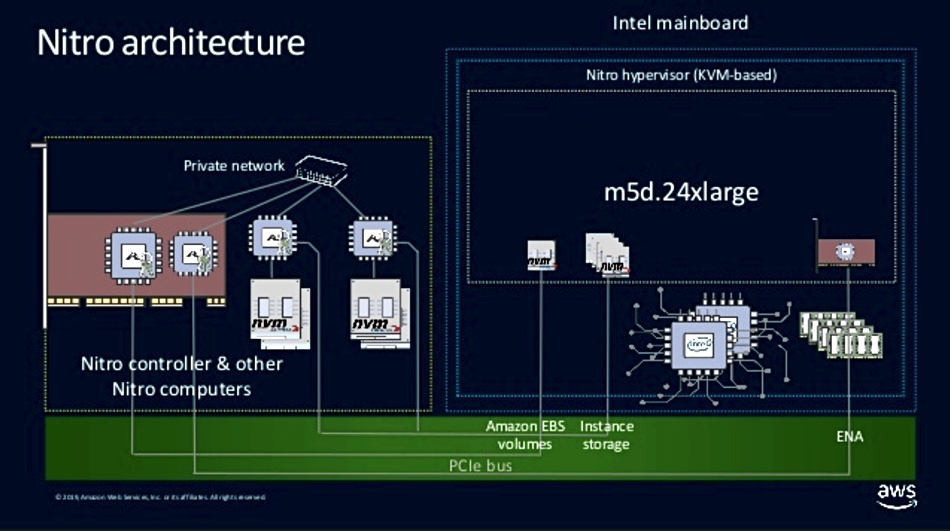 Nitro architecture
Intel mainboard
Nitro hypervisor (KVM-based)
Private network
m5d.24xlarge
nvm
nvm
nvm
nvm
intel
Nitro controller & other
Nitro computers
Amazon EBS
volumes
Instance
storage
ENA
PCIe bus
© 2019, Amazon Web Services, Inc. or its affiliates. All rights reserved.
aws